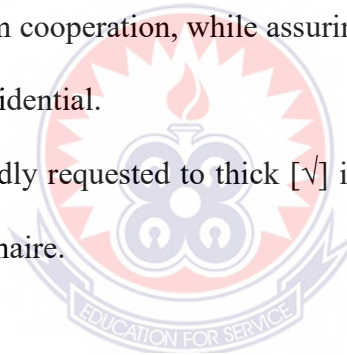 n cooperation, while assurin
idential.
dly requested to thick [√] i
naire.
EDUCATION FOR SERVICE